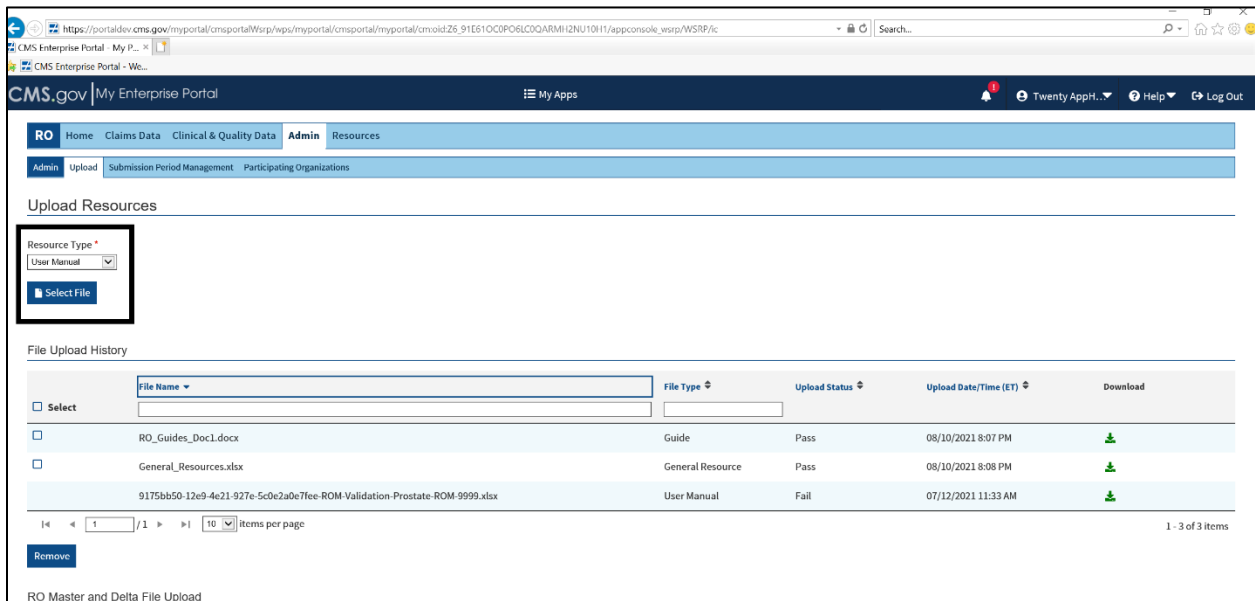 https://portaldev.cms.gov/myportal/cmsportalWsrp/wps/myportal/cmsportal/myportal/cm:oid:Z6_91E61OC0PO6LC0QARMH2NU10H1/appconsole_wsrp/WSRP/ic Search...
CMS Enterprise Portal - My P...
CMS Enterprise Portal - We...
CMS.gov My Enterprise Portal My Apps 1 Twenty AppH... Help Log Out
RO Home Claims Data Clinical & Quality Data Admin Resources
Admin Upload Submission Period Management Participating Organizations
Upload Resources
Resource Type *
User Manual
Select File
File Upload History
File Name File Type Upload Status Upload Date/Time (ET) Download
Select
RO_Guides_Doc1.docx Guide Pass 08/10/2021 8:07 PM
General_Resources.xlsx General Resource Pass 08/10/2021 8:08 PM
9175bb50-12e9-4e21-927e-5c0e2a0e7fee-ROM-Validation-Prostate-ROM-9999.xlsx User Manual Fail 07/12/2021 11:33 AM
1 / 1 10 items per page 1 - 3 of 3 items
Remove
RO Master and Delta File Upload